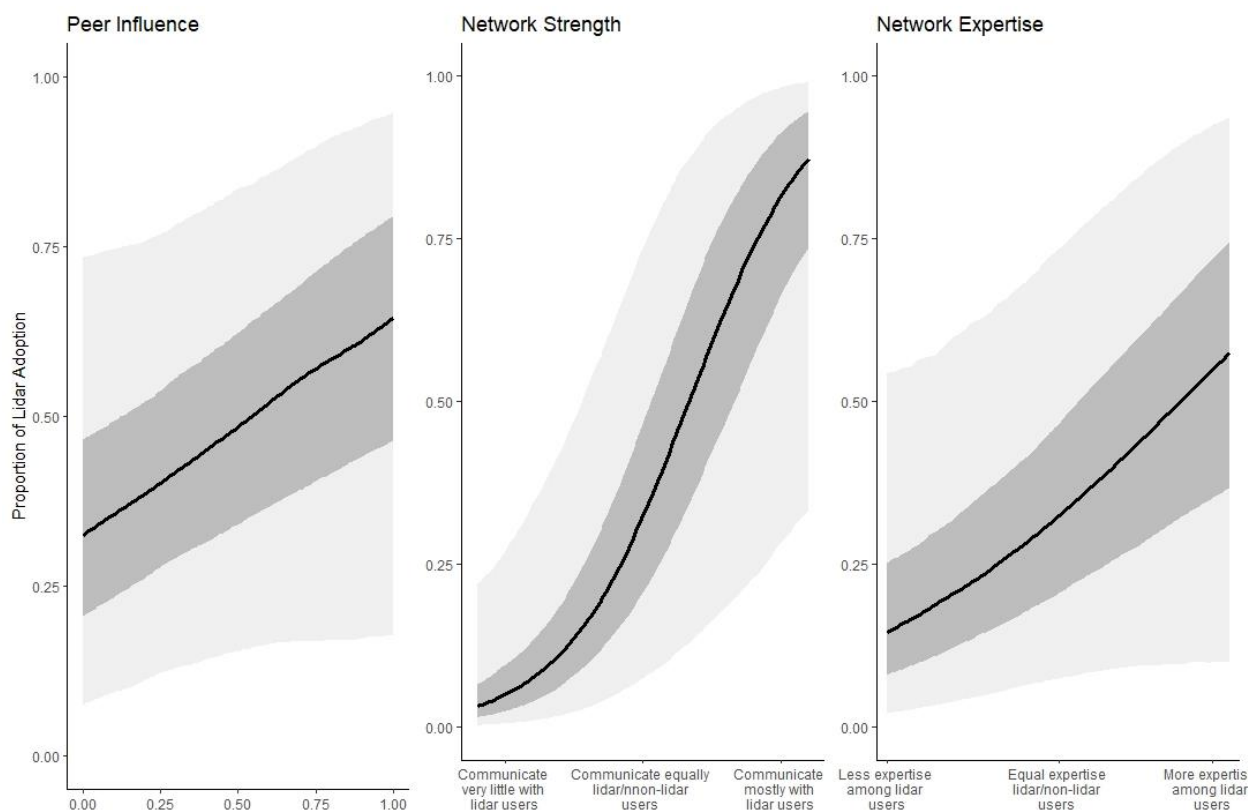 Peer Influence
Network Strength
Network Expertise
Proportion of Lidar Adoption
1.00
0.75
0.50
0.25
0.00
0.00 0.25 0.50 0.75 1.00
1.00
0.75
0.50
0.25
0.00
Communicate
very little with
lidar users
Communicate equally
lidar/nnon-lidar
users
Communicate
mostly with
lidar users
1.00
0.75
0.50
0.25
0.00
Less expertise
among lidar
users
Equal expertise
lidar/non-lidar
users
More expertis
among lidar
users